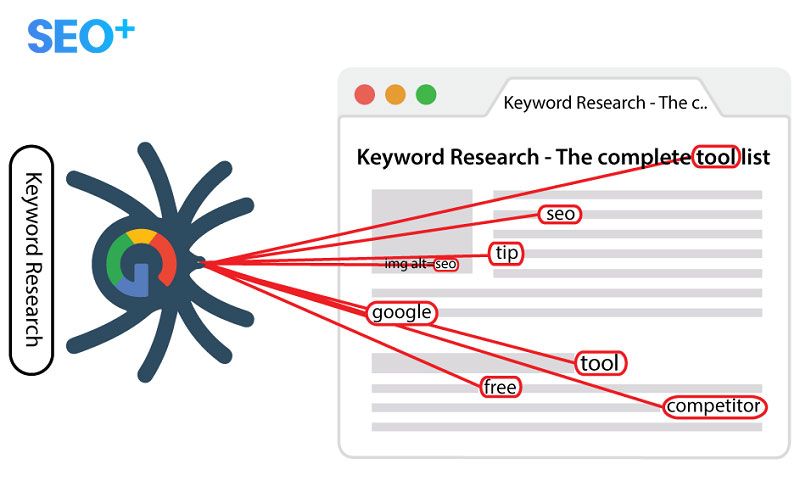 SEO+
Keyword Research
Keyword Research - The c..
Keyword Research - The complete tool list
seo
tip
img alt=seo
google
tool
free
competitor